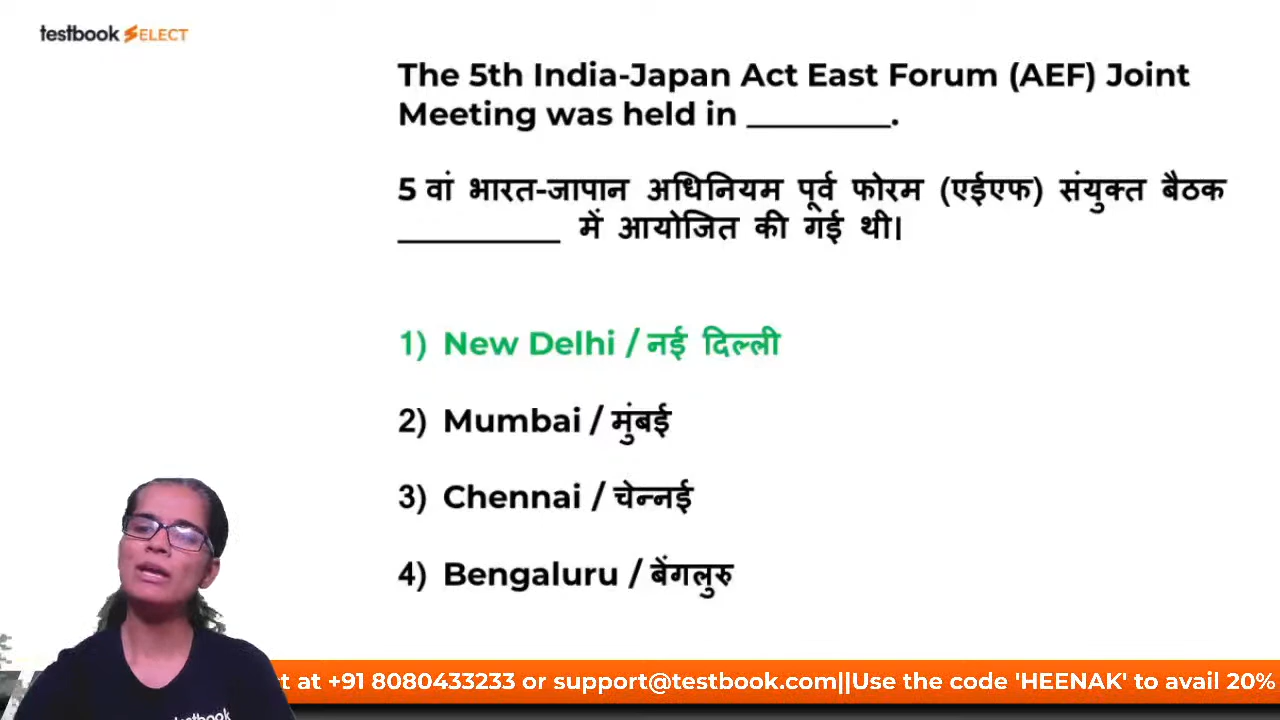 testbook SELECT
The 5th India-Japan Act East Forum (AEF) Joint
Meeting was held in _________.
5 वां भारत-जापान अधिनियम पूर्व फोरम (एईएफ) संयुक्त बैठक
__________ में आयोजित की गई थी।
1) New Delhi / नई दिल्ली
2) Mumbai / मुंबई
3) Chennai / चेन्नई
4) Bengaluru / बेंगलुरु
t at +91 8080433233 or support@testbook.com||Use the code 'HEENAK' to avail 20%
testbook